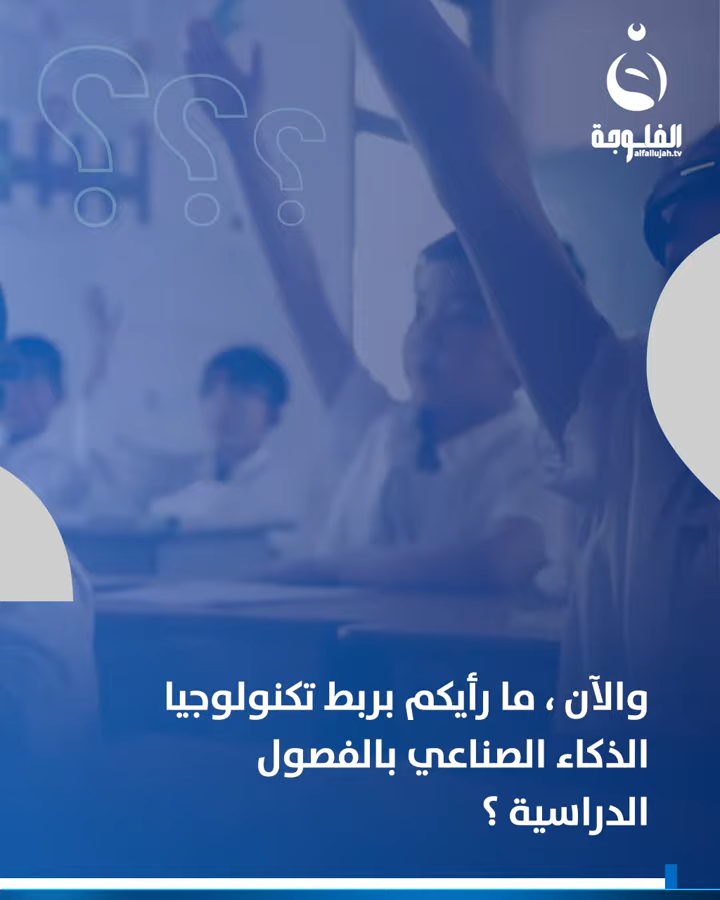 الفلوجة
alfallujah.tv
والآن ، ما رأيكم بربط تكنولوجيا
الذكاء الصناعي بالفصول
الدراسية ؟